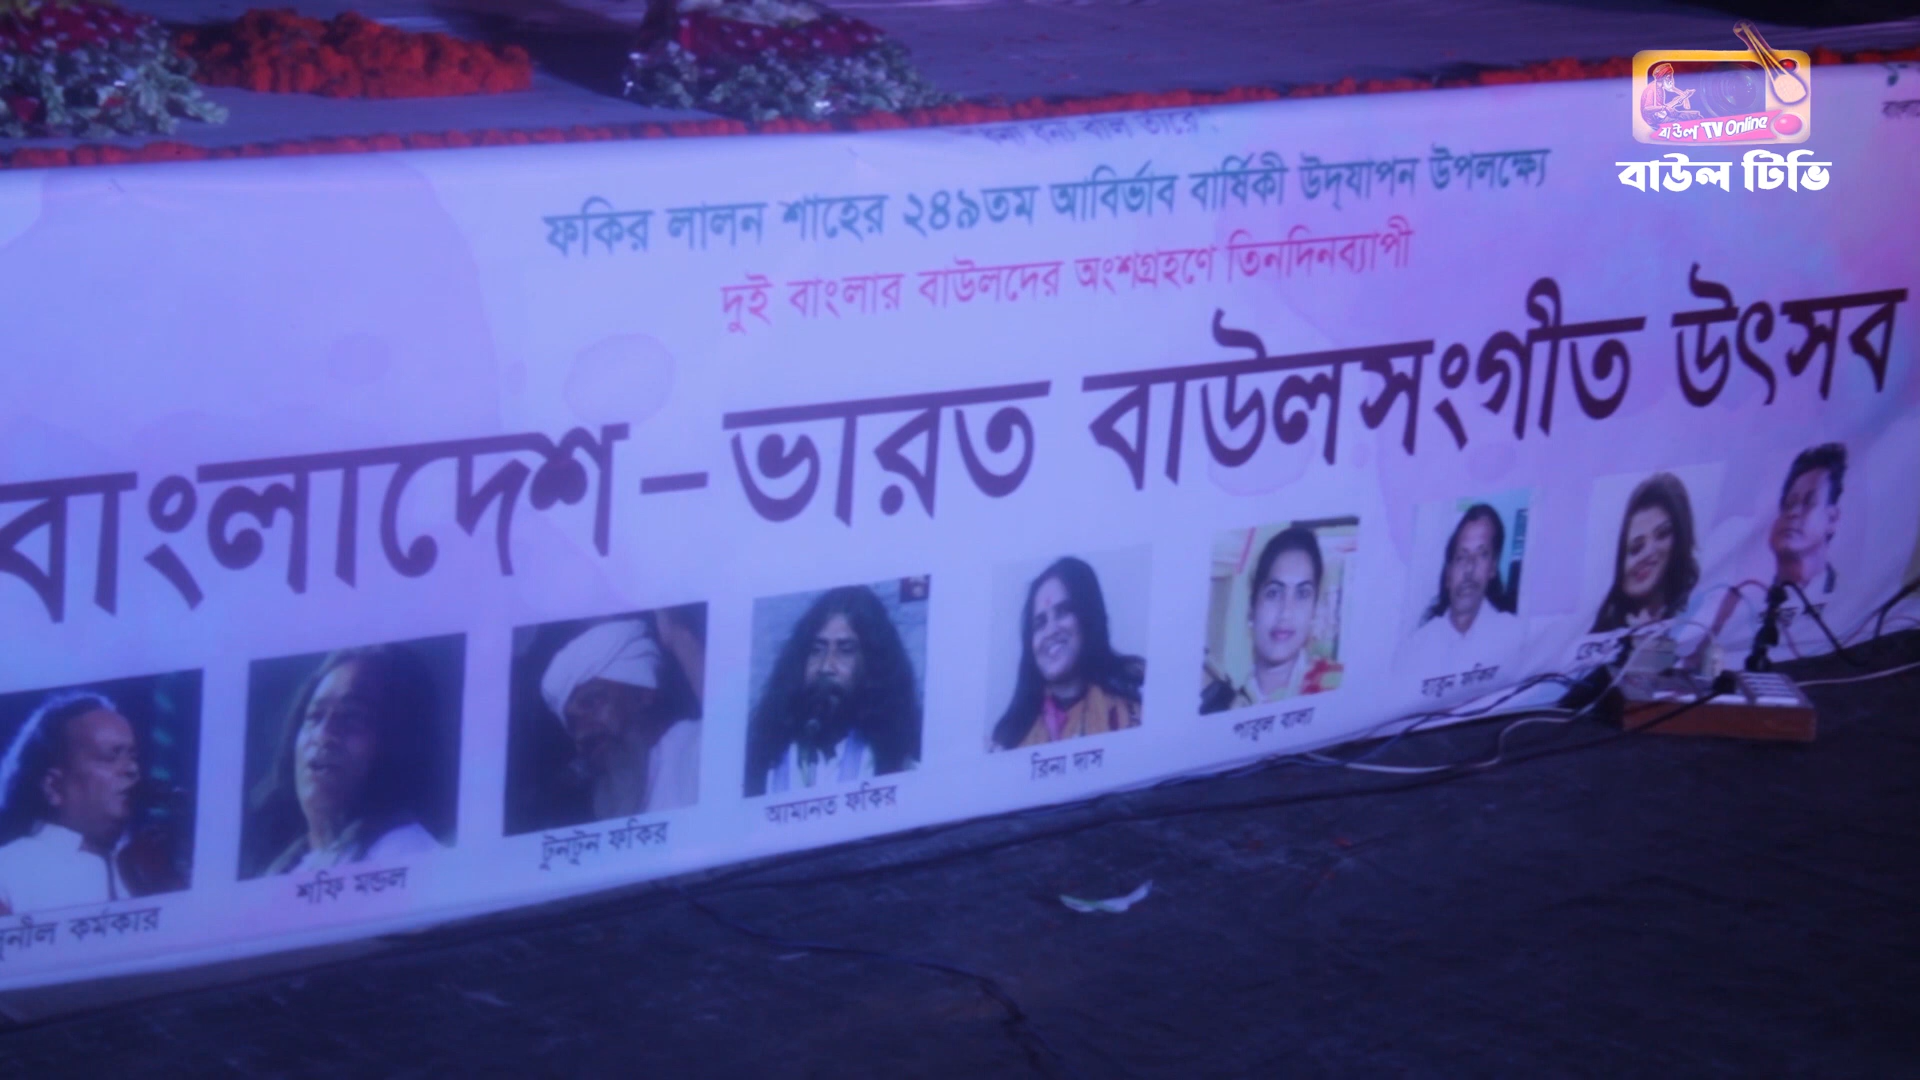 বাউল TV Online
বাউল টিভি
ফকির লালন শাহের ২৪৯তম আবির্ভাব বার্ষিকী উদ্‌যাপন উপলক্ষ্যে
দুই বাংলার বাউলদের অংশগ্রহণে তিনদিনব্যাপী
বাংলাদেশ-ভারত বাউলসংগীত উৎসব
কর্মকার
শফি মন্ডল
টুনটুন ফকির
আমানত ফকির
রিনা দাস
পারুল বালা
ফকির